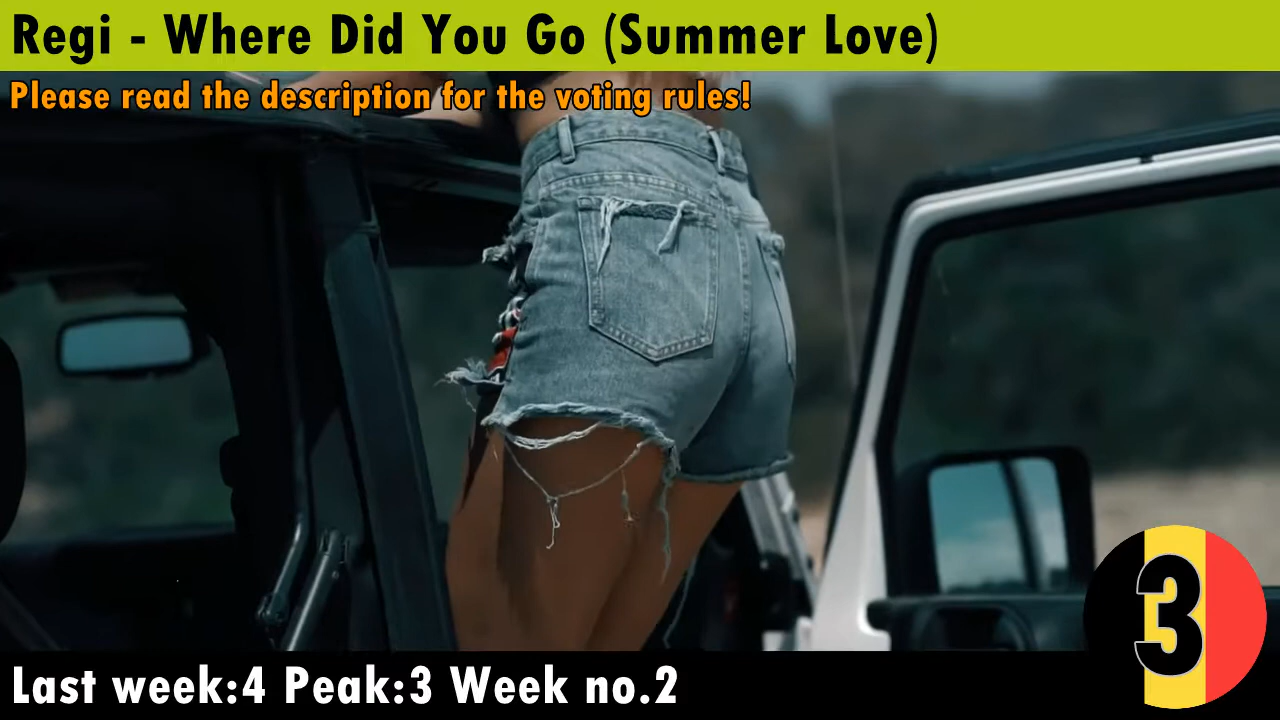 Regi - Where Did You Go (Summer Love)
Please read the description for the voting rules!
Last week:4 Peak:3 Week no.2
3